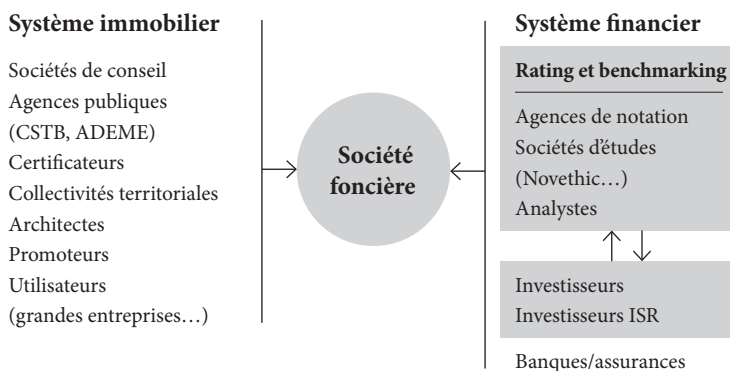 Système immobilier
Sociétés de conseil
Agences publiques
(CSTB, ADEME)
Certificateurs
Collectivités territoriales
Architectes
Promoteurs
Utilisateurs
(grandes entreprises…)
Société
foncière
Système financier
Rating et benchmarking
Agences de notation
Sociétés d'études
(Novethic…)
Analystes
Investisseurs
Investisseurs ISR
Banques/assurances